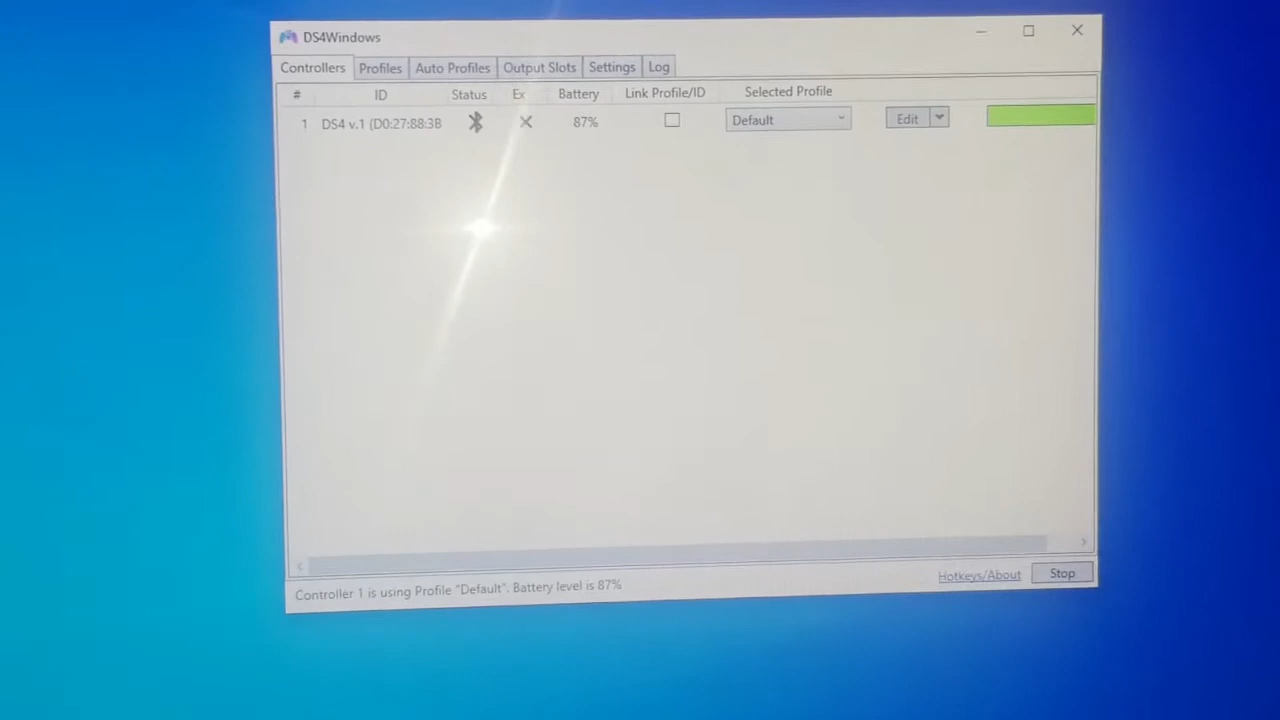 DS4Windows
Controllers Profiles Auto Profiles Output Slots Settings Log
# ID Status Ex Battery Link Profile/ID Selected Profile
1 DS4 v.1 (D0:27:88:3B 87% Default Edit
Controller 1 is using Profile "Default". Battery level is 87% Hotkeys/About Stop